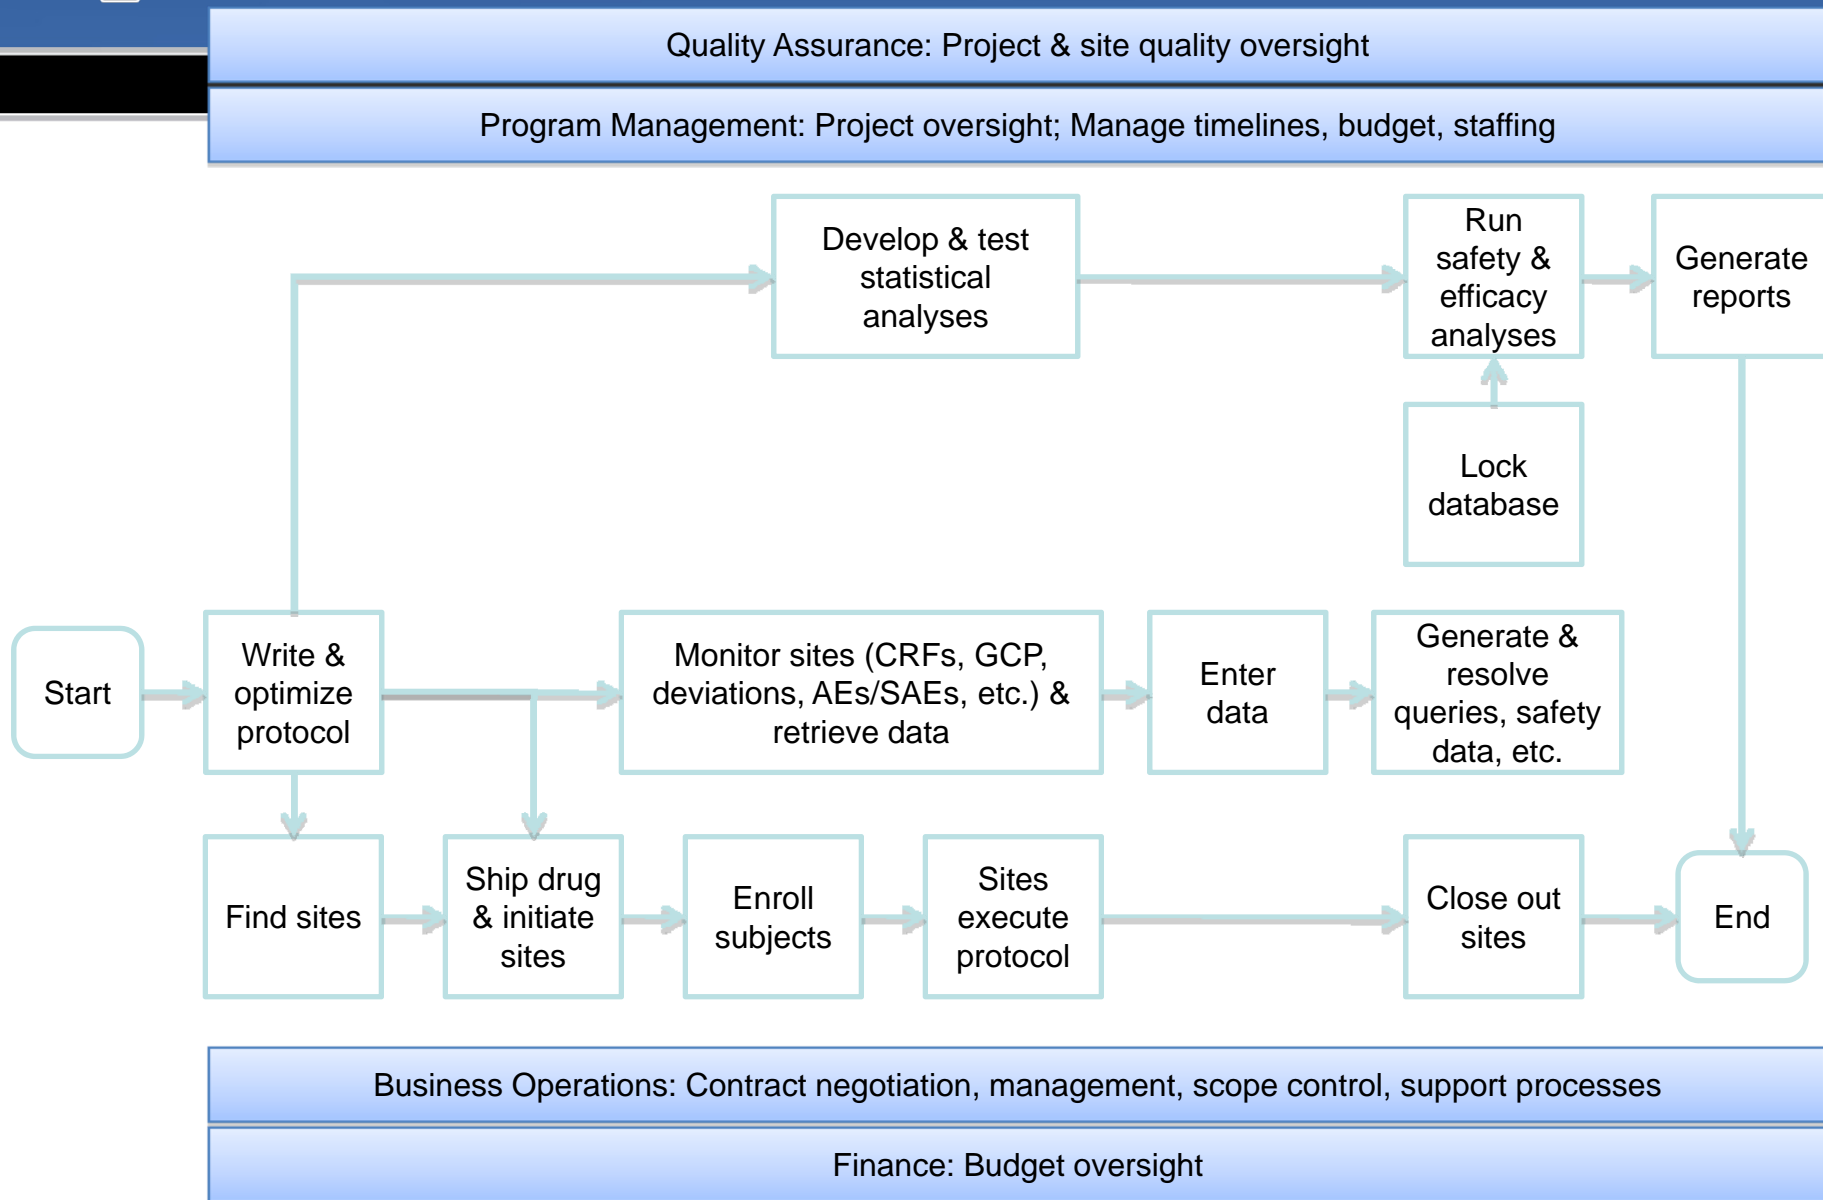 Quality Assurance: Project & site quality oversight
Program Management: Project oversight; Manage timelines, budget, staffing
Develop & test
statistical
analyses
Run
safety &
efficacy
analyses
Generate
reports
Lock
database
Start
Write &
optimize
protocol
Monitor sites (CRFs, GCP,
deviations, AEs/SAEs, etc.) &
retrieve data
Enter
data
Generate &
resolve
queries, safety
data, etc.
Find sites
Ship drug
& initiate
sites
Enroll
subjects
Sites
execute
protocol
Close out
sites
End
Business Operations: Contract negotiation, management, scope control, support processes
Finance: Budget oversight